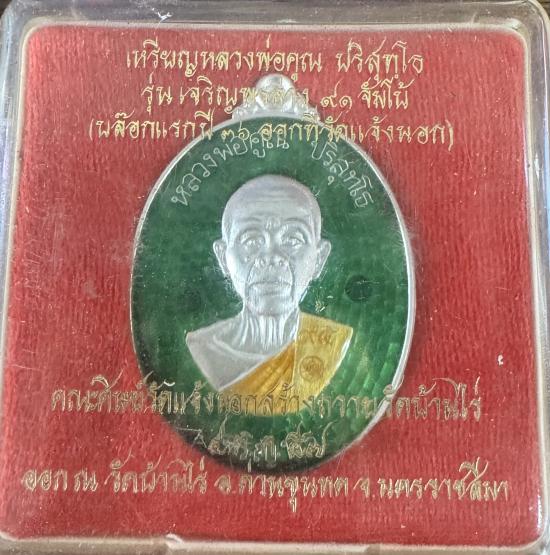 เหรียญหลวงพ่อคูณ ปริสุทฺโธ
รุ่น เจริญพรล่าง ๙๑ จัมโบ้
(บล๊อกแรกปี ๓๖ ออกที่วัดแจ้งนอก)
หลวงพ่อคูณ ปริสุทฺโธ
คณะศิษย์วัดแจ้งนอกสร้างถวายวัดบ้านไร่
ออก ณ วัดบ้านไร่ อ.ด่านขุนทด จ.นครราชสีมา